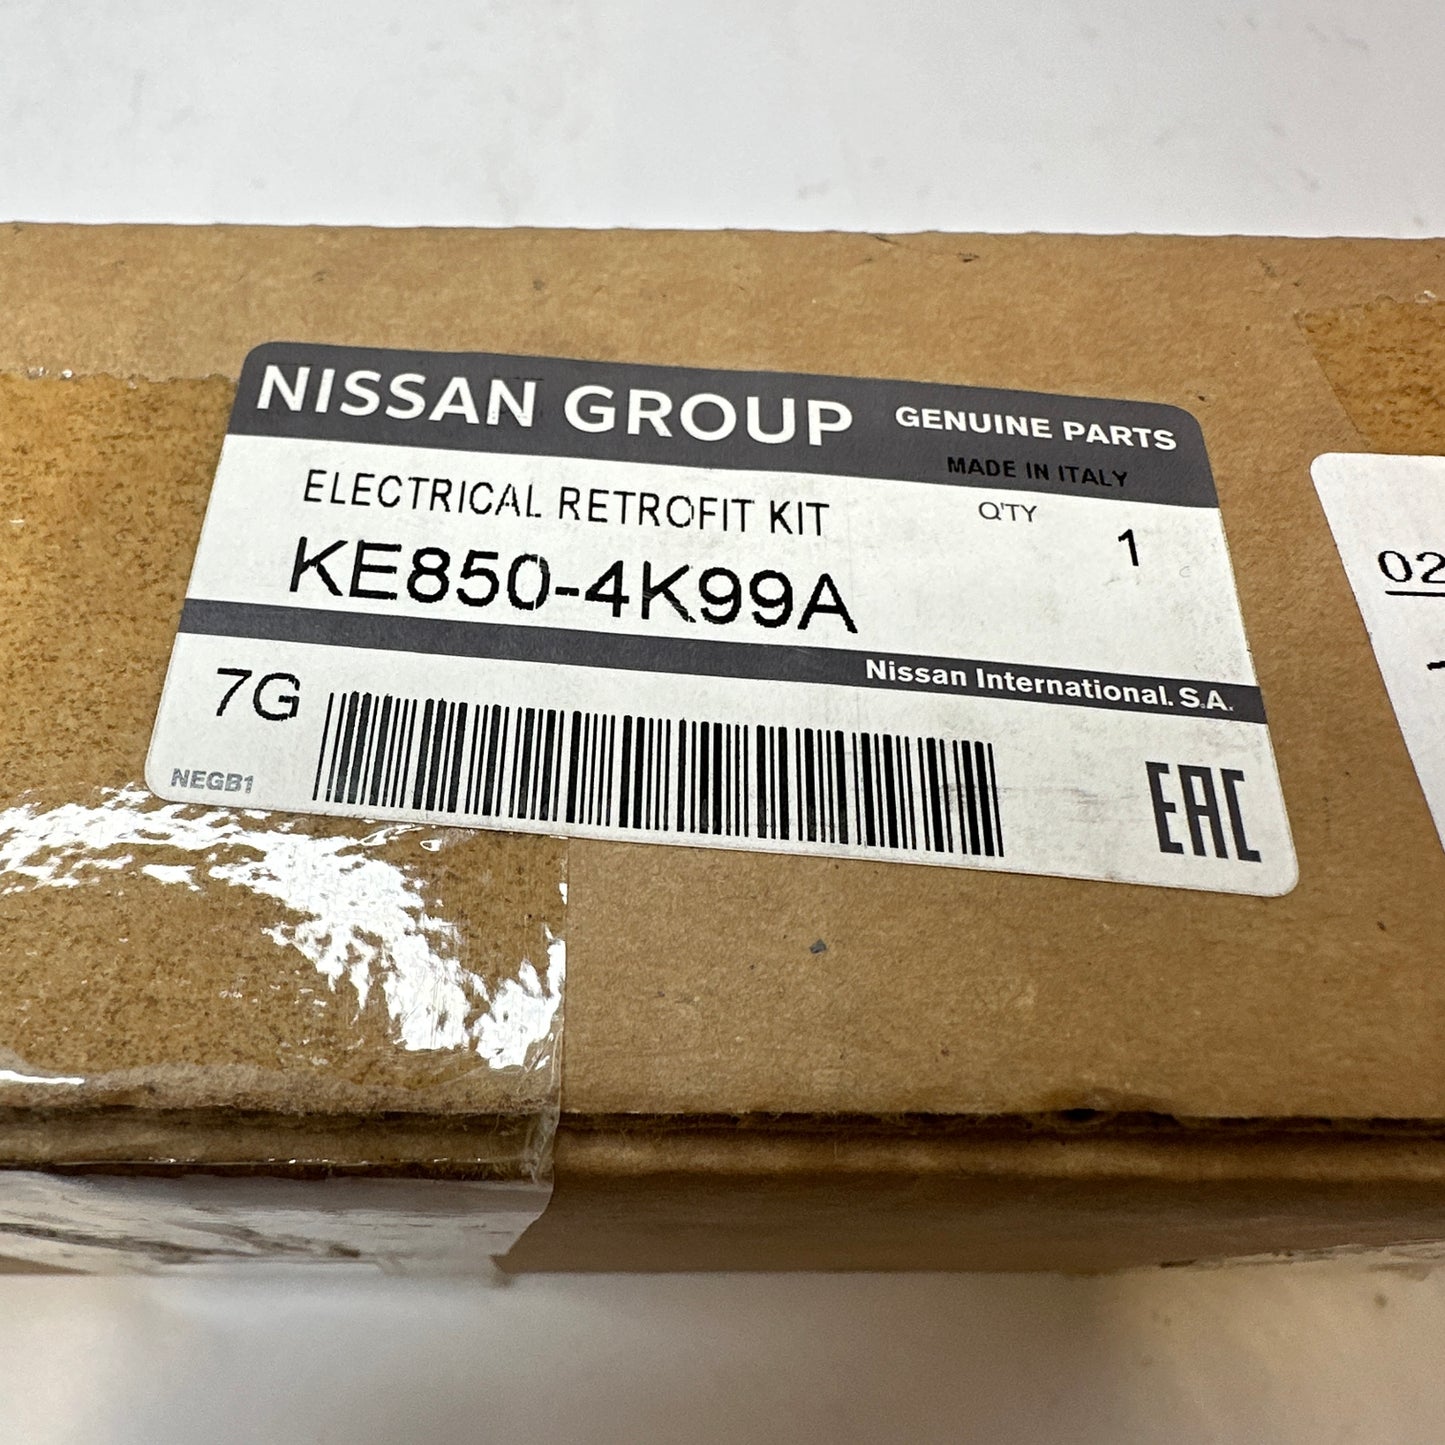 NISSAN GROUP GENUINE PARTS
MADE IN ITALY
ELECTRICAL RETROFIT KIT Q'TY 1
KE850-4K99A
Nissan International. S.A.
7G
NEGB1
EAC
02